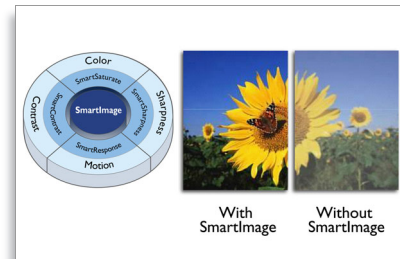 Color
SmartSaturate
Contrast
SmartContrast
SmartImage
SmartSharpness
Sharpness
SmartResponse
Motion
With
SmartImage
Without
SmartImage